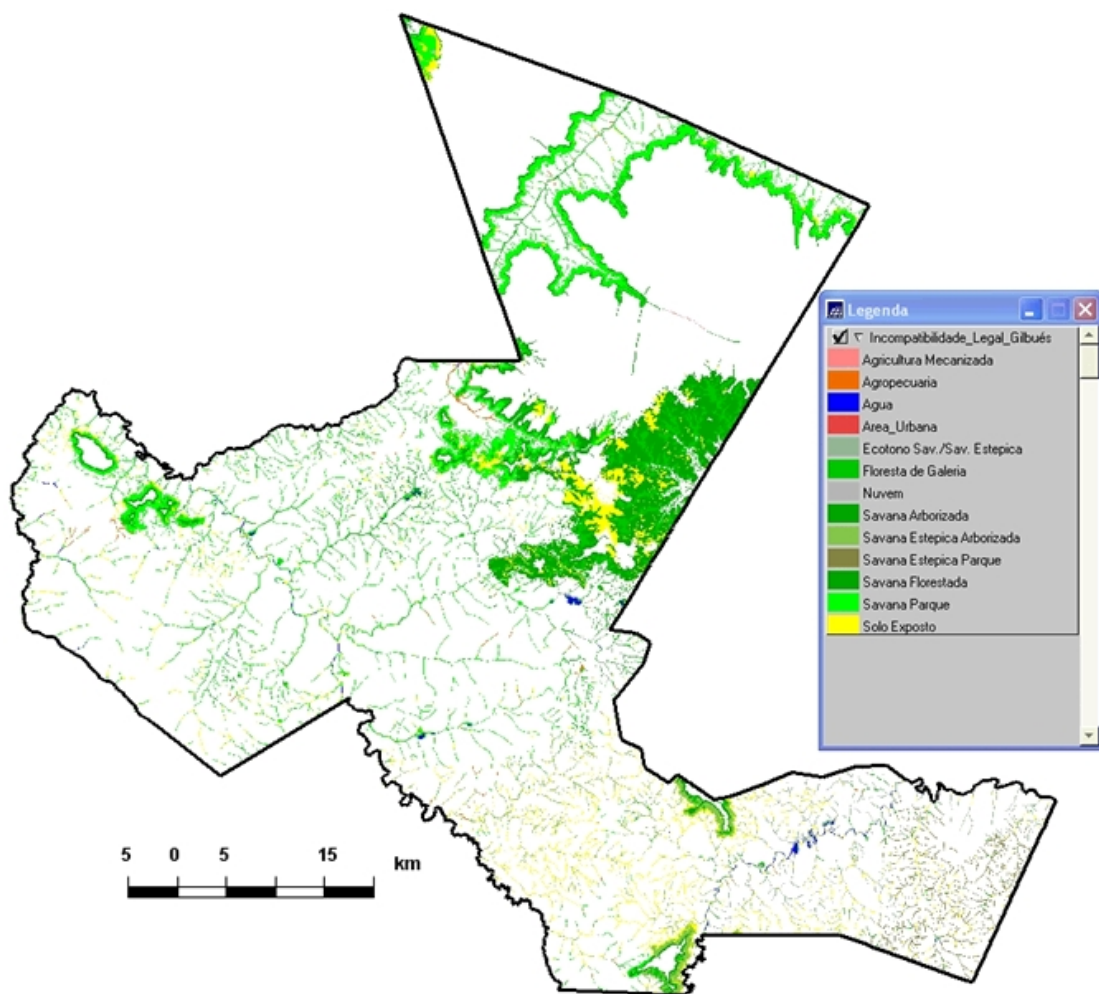 Legenda
Incompatibilidade_Legal_Gilbués
Agricultura Mecanizada
Agropecuaria
Agua
Area_Urbana
Ecotono Sav./Sav. Estepica
Floresta de Galeria
Nuvem
Savana Arborizada
Savana Estepica Arborizada
Savana Estepica Parque
Savana Florestada
Savana Parque
Solo Exposto
5 0 5 15 km